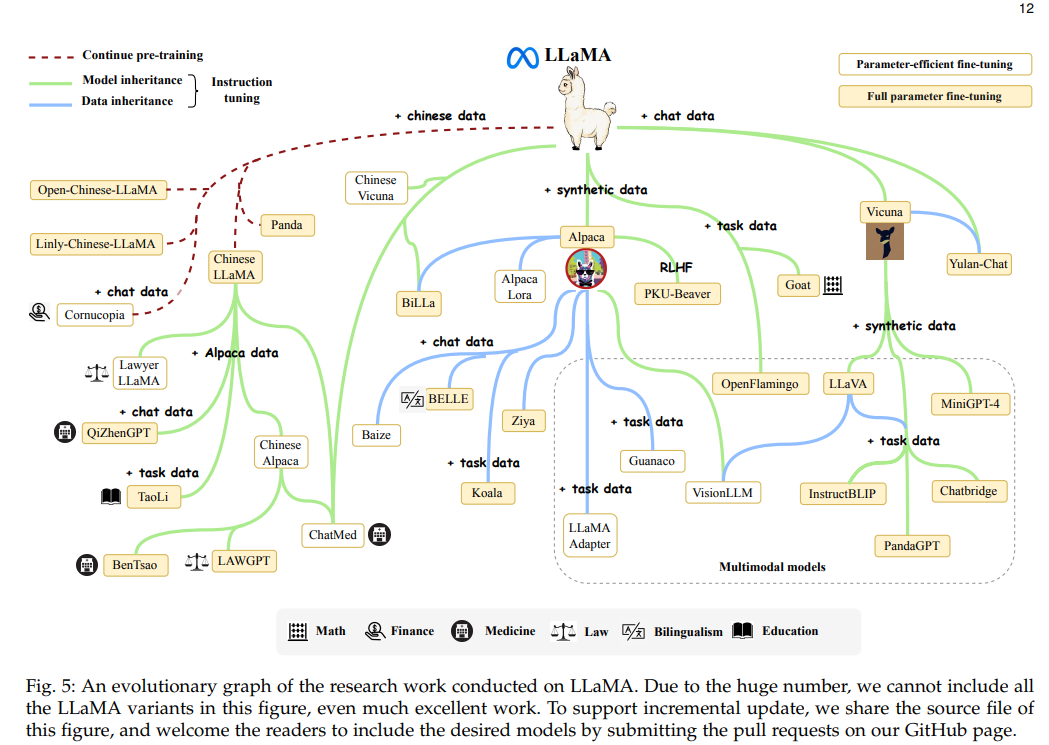 12
Continue pre-training
Model inheritance
Data inheritance
Instruction
tuning
LLaMA
Parameter-efficient fine-tuning
Full parameter fine-tuning
+ chinese data
+ chat data
Open-Chinese-LLaMA
Linly-Chinese-LLaMA
Panda
Chinese
LLaMA
+ chat data
Cornucopia
Chinese
Vicuna
+ synthetic data
Alpaca
+ task data
Vicuna
Yulan-Chat
BiLLa
Alpaca
Lora
RLHF
PKU-Beaver
Goat
+ Alpaca data
Lawyer
LLaMA
+ chat data
QiZhenGPT
+ task data
TaoLi
Chinese
Alpaca
BenTsao
LAWGPT
ChatMed
+ chat data
BELLE
Baize
Ziya
+ task data
Koala
+ task data
Guanaco
+ task data
LLaMA
Adapter
OpenFlamingo
VisionLLM
+ synthetic data
LLaVA
MiniGPT-4
+ task data
InstructBLIP
Chatbridge
PandaGPT
Multimodal models
Math
Finance
Medicine
Law
Bilingualism
Education
Fig. 5: An evolutionary graph of the research work conducted on LLaMA. Due to the huge number, we cannot include all
the LLaMA variants in this figure, even much excellent work. To support incremental update, we share the source file of
this figure, and welcome the readers to include the desired models by submitting the pull requests on our GitHub page.